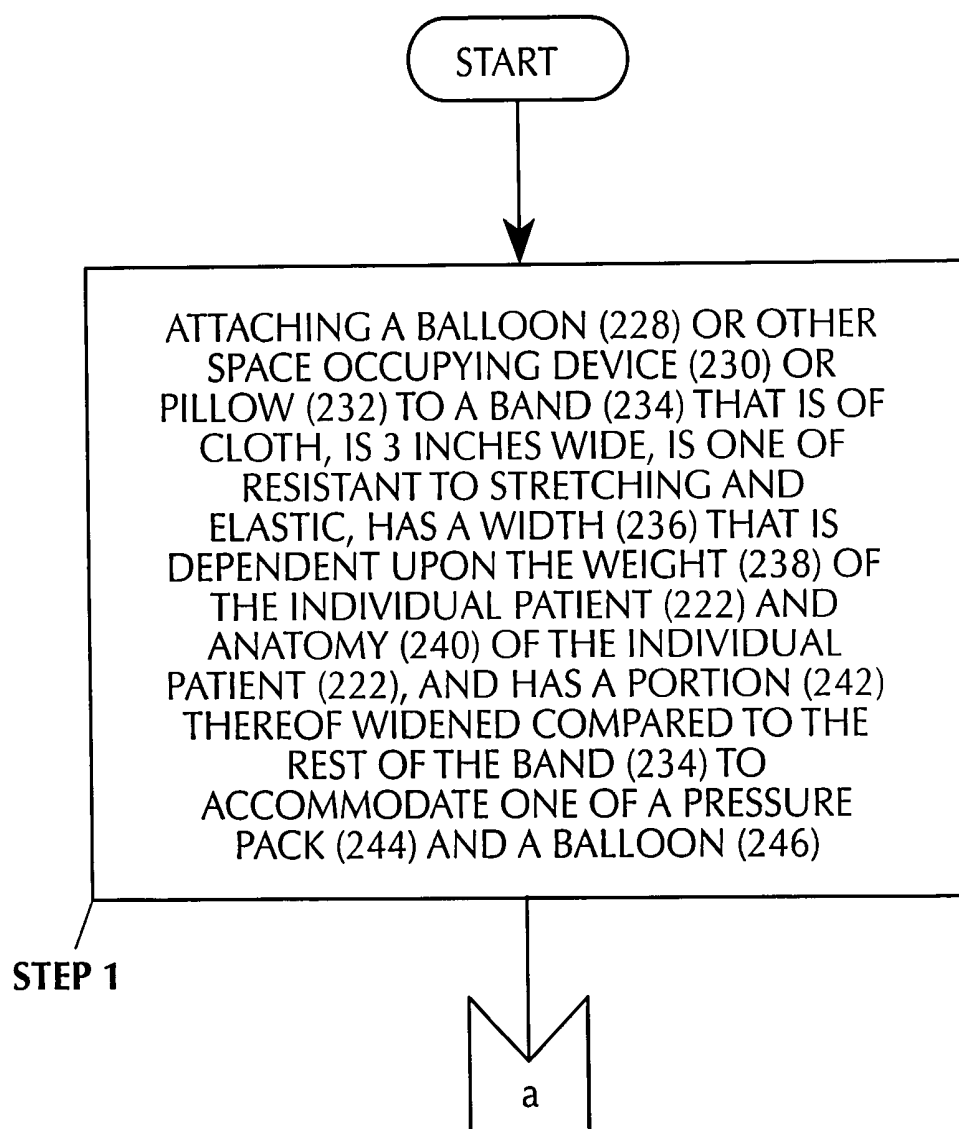 START
ATTACHING A BALLOON (228) OR OTHER
SPACE OCCUPYING DEVICE (230) OR
PILLOW (232) TO A BAND (234) THAT IS OF
CLOTH, IS 3 INCHES WIDE, IS ONE OF
RESISTANT TO STRETCHING AND
ELASTIC, HAS A WIDTH (236) THAT IS
DEPENDENT UPON THE WEIGHT (238) OF
THE INDIVIDUAL PATIENT (222) AND
ANATOMY (240) OF THE INDIVIDUAL
PATIENT (222), AND HAS A PORTION (242)
THEREOF WIDENED COMPARED TO THE
REST OF THE BAND (234) TO
ACCOMMODATE ONE OF A PRESSURE
PACK (244) AND A BALLOON (246)
STEP 1
a